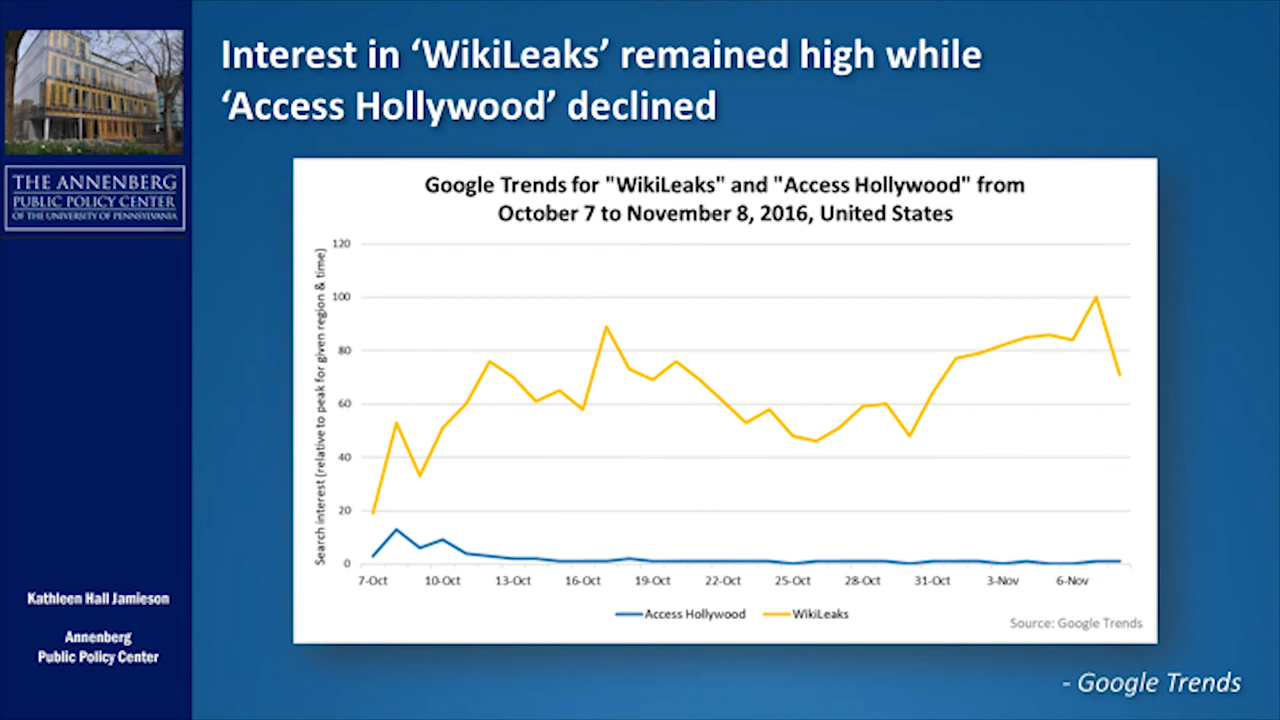 Interest in ‘WikiLeaks’ remained high while
‘Access Hollywood’ declined
THE ANNENBERG
PUBLIC POLICY CENTER
OF THE UNIVERSITY OF PENNSYLVANIA
Google Trends for "WikiLeaks" and "Access Hollywood" from
October 7 to November 8, 2016, United States
Search interest (relative to peak for given region & time)
120
100
80
60
40
20
0
7-Oct 10-Oct 13-Oct 16-Oct 19-Oct 22-Oct 25-Oct 28-Oct 31-Oct 3-Nov 6-Nov
Access Hollywood WikiLeaks
Source: Google Trends
Kathleen Hall Jamieson
Annenberg
Public Policy Center
- Google Trends